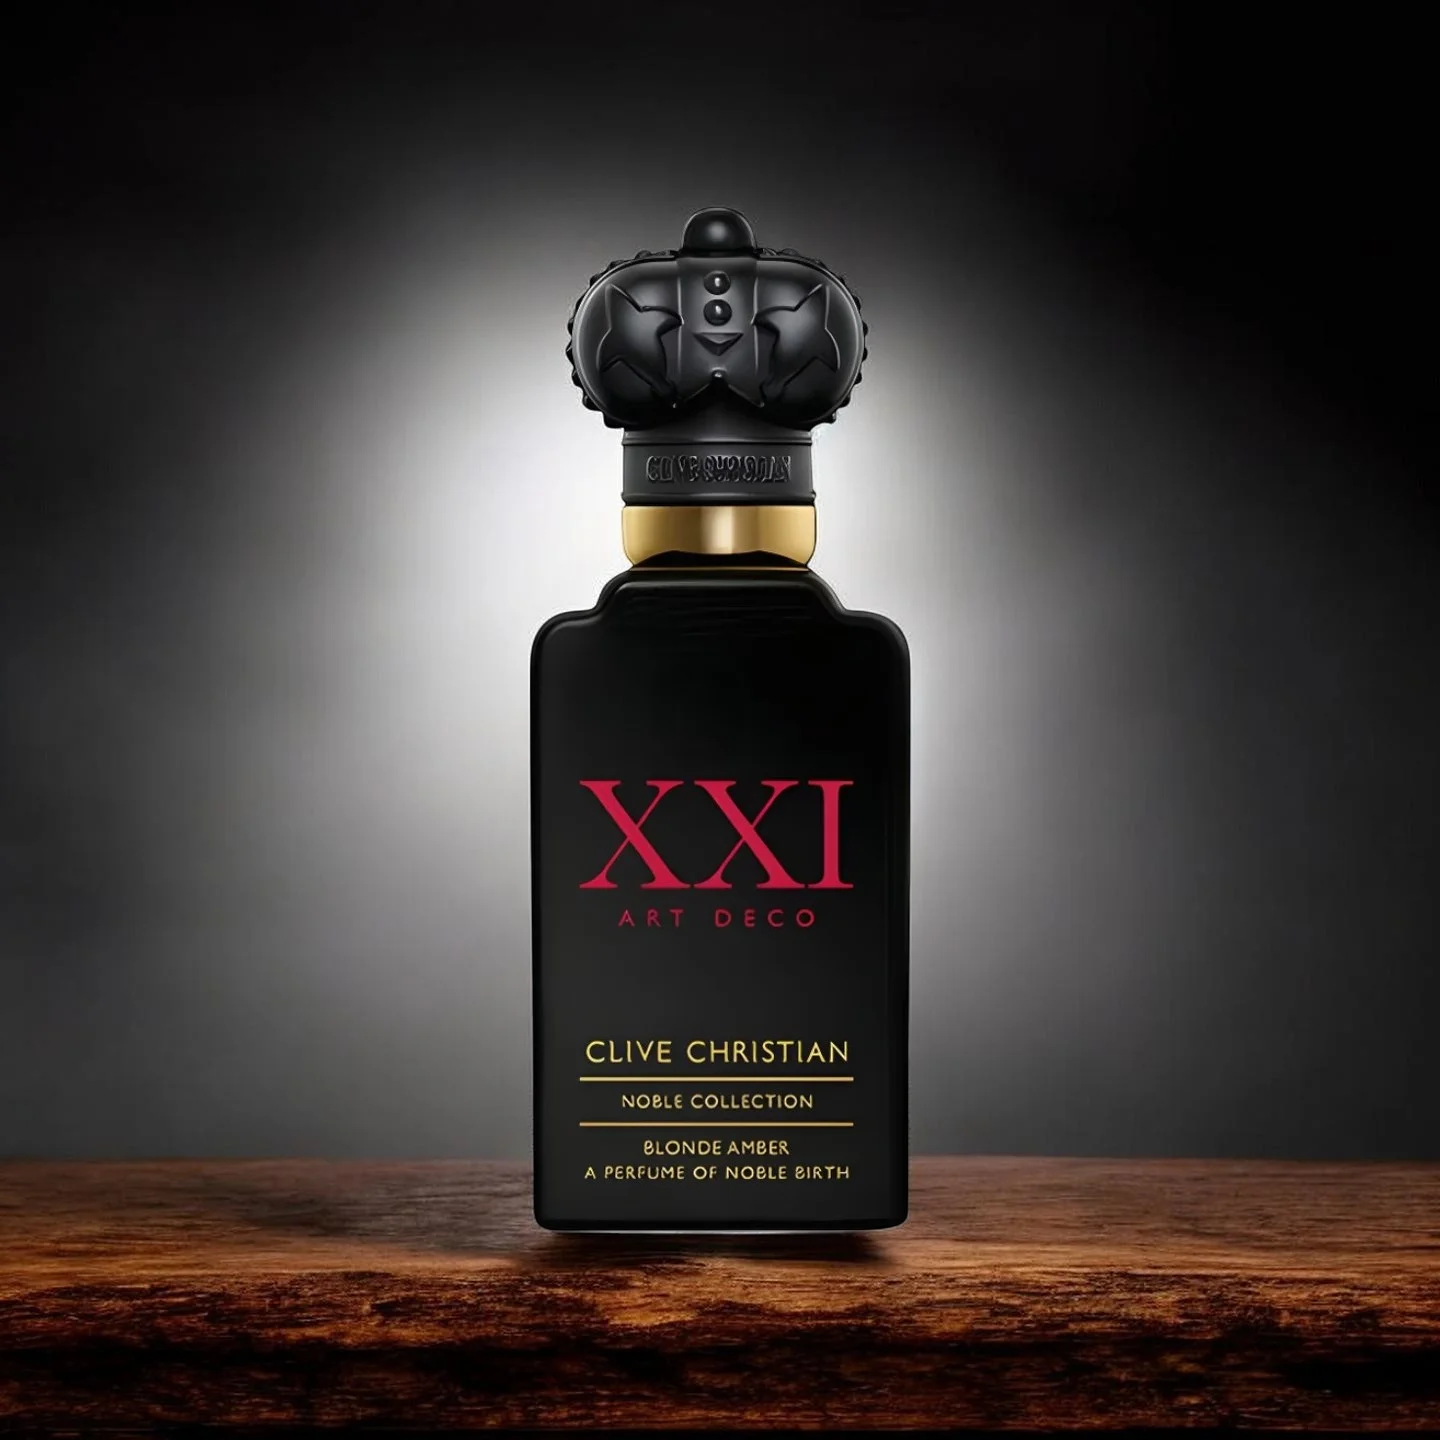 XXI
ART DECO
CLIVE CHRISTIAN
NOBLE COLLECTION
BLONDE AMBER
A PERFUME OF NOBLE BIRTH